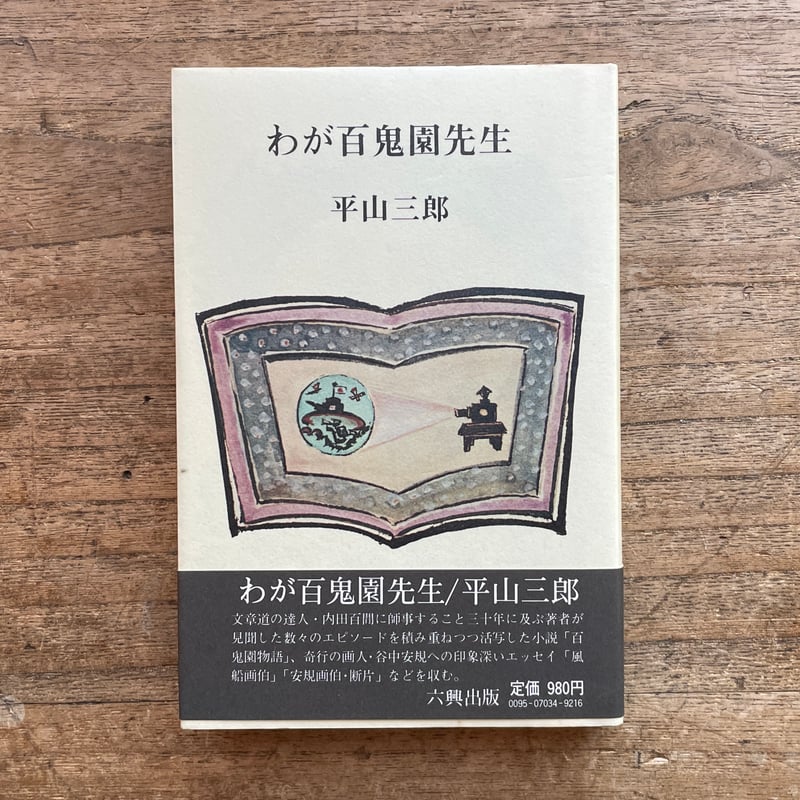 わが百鬼園先生
平山三郎
わが百鬼園先生/平山三郎
文章道の達人・内田百閒に師事すること三十年に及ぶ著者が
見聞した数々のエピソードを積み重ねつつ活写した小説「百
鬼園物語」、奇行の画人・谷中安規への印象深いエッセイ「風
船画伯」「安規画伯・断片」などを収む。
六興出版 定価 980円
0095-07034-9216